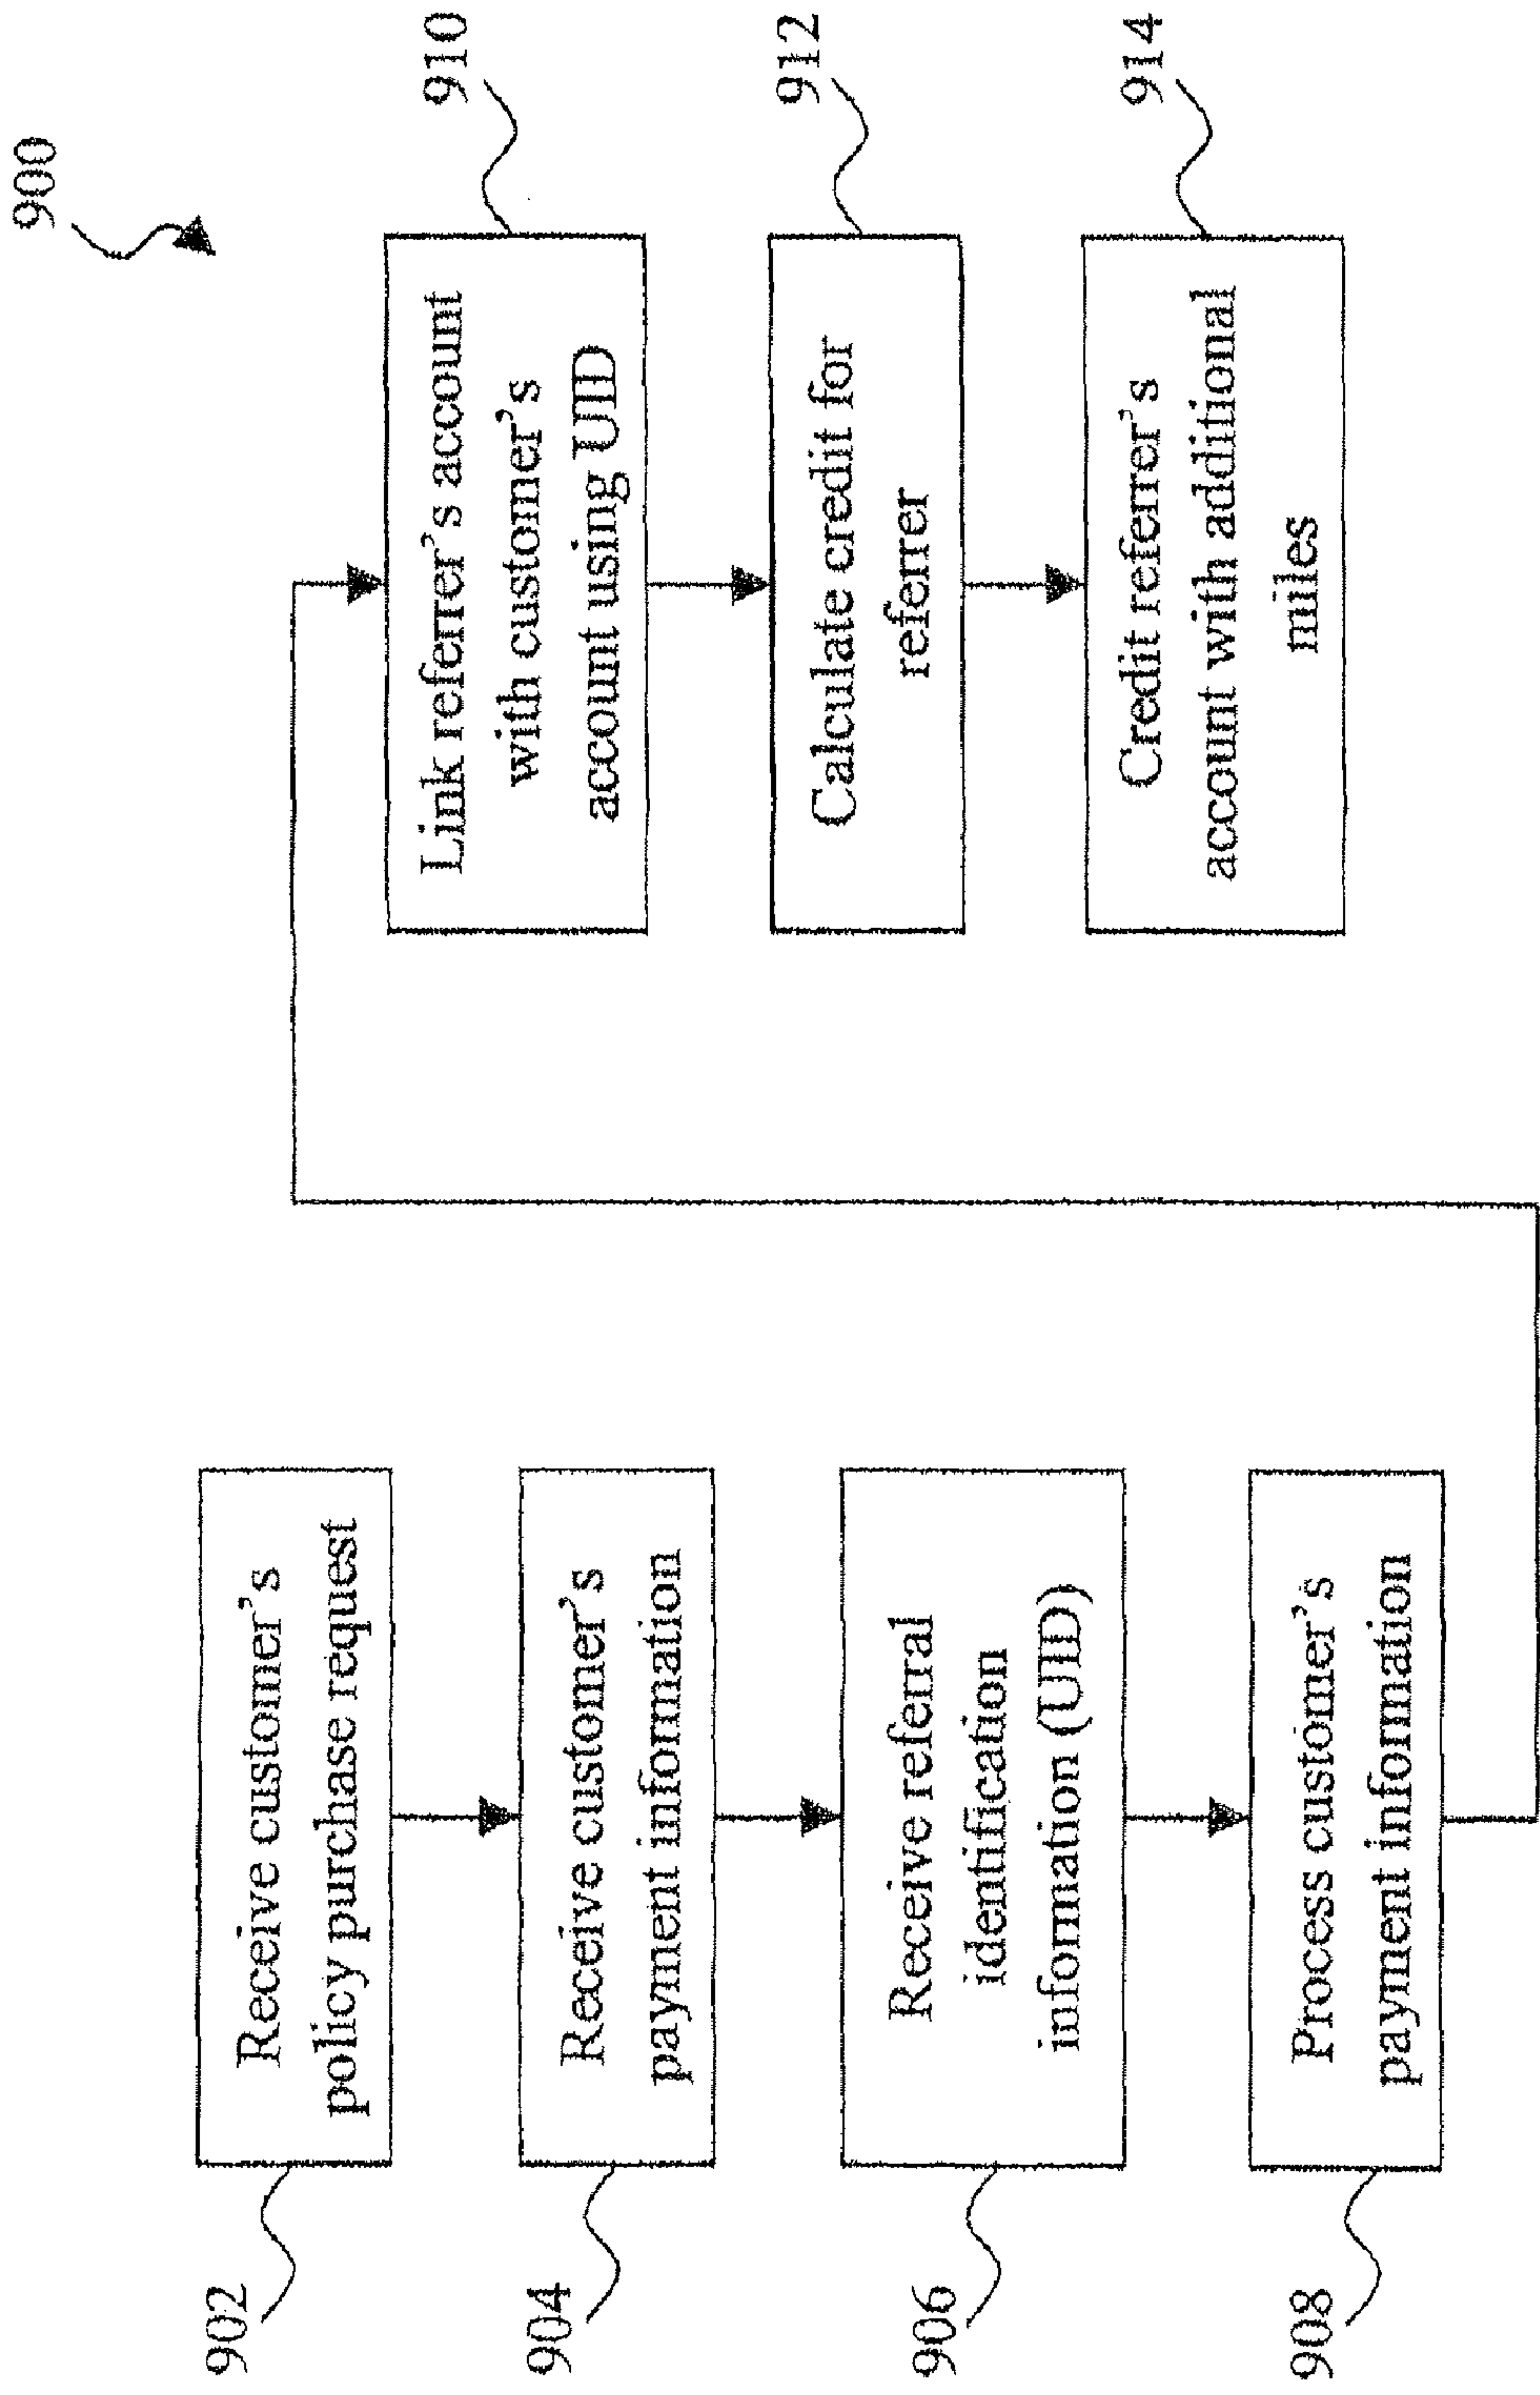 900
902
Receive customer's
policy purchase request
904
Receive customer's
payment information
906
Receive referral
identification
information (UID)
908
Process customer's
payment information
910
Link referrer's account
with customer's
account using UID
912
Calculate credit for
referrer
914
Credit referrer's
account with additional
miles